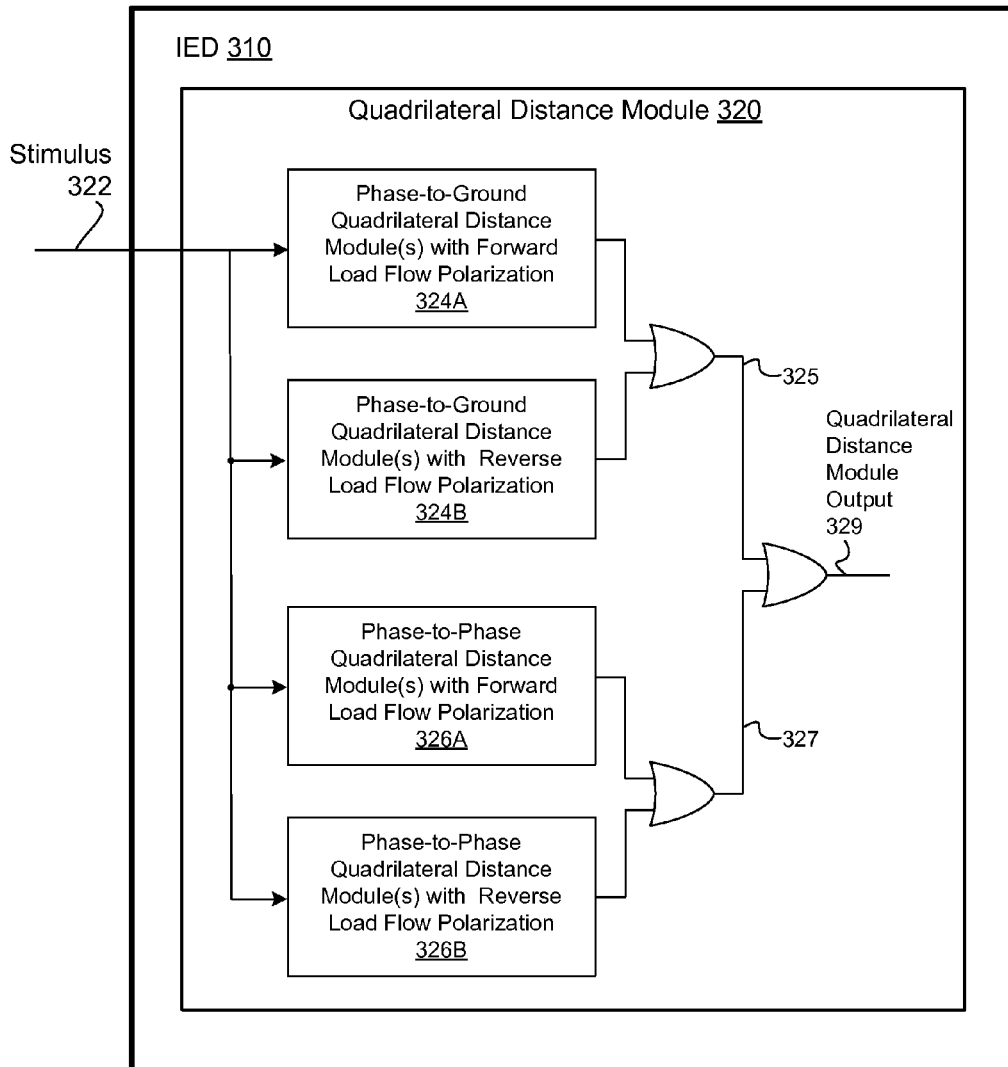 IED 310
Quadrilateral Distance Module 320
Stimulus
322
Phase-to-Ground
Quadrilateral Distance
Module(s) with Forward
Load Flow Polarization
324A
325
Phase-to-Ground
Quadrilateral Distance
Module(s) with Reverse
Load Flow Polarization
324B
Quadrilateral
Distance
Module
Output
329
Phase-to-Phase
Quadrilateral Distance
Module(s) with Forward
Load Flow Polarization
326A
327
Phase-to-Phase
Quadrilateral Distance
Module(s) with Reverse
Load Flow Polarization
326B